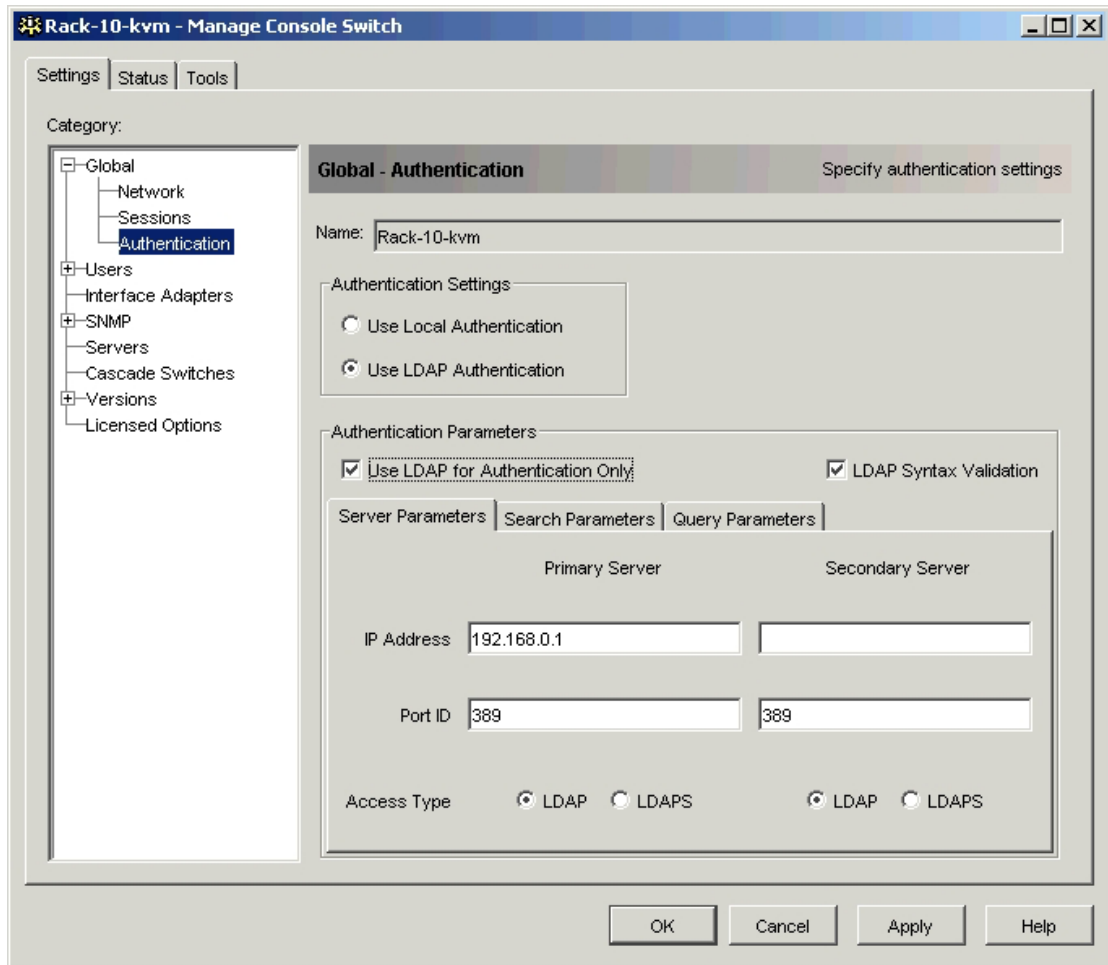 Rack-10-kvm - Manage Console Switch
Settings Status Tools
Category:
Global
Network
Sessions
Authentication
Users
Interface Adapters
SNMP
Servers
Cascade Switches
Versions
Licensed Options
Global - Authentication Specify authentication settings
Name: Rack-10-kvm
Authentication Settings
Use Local Authentication
Use LDAP Authentication
Authentication Parameters
Use LDAP for Authentication Only LDAP Syntax Validation
Server Parameters Search Parameters Query Parameters
Primary Server Secondary Server
IP Address 192.168.0.1
Port ID 389 389
Access Type LDAP LDAPS LDAP LDAPS
OK Cancel Apply Help